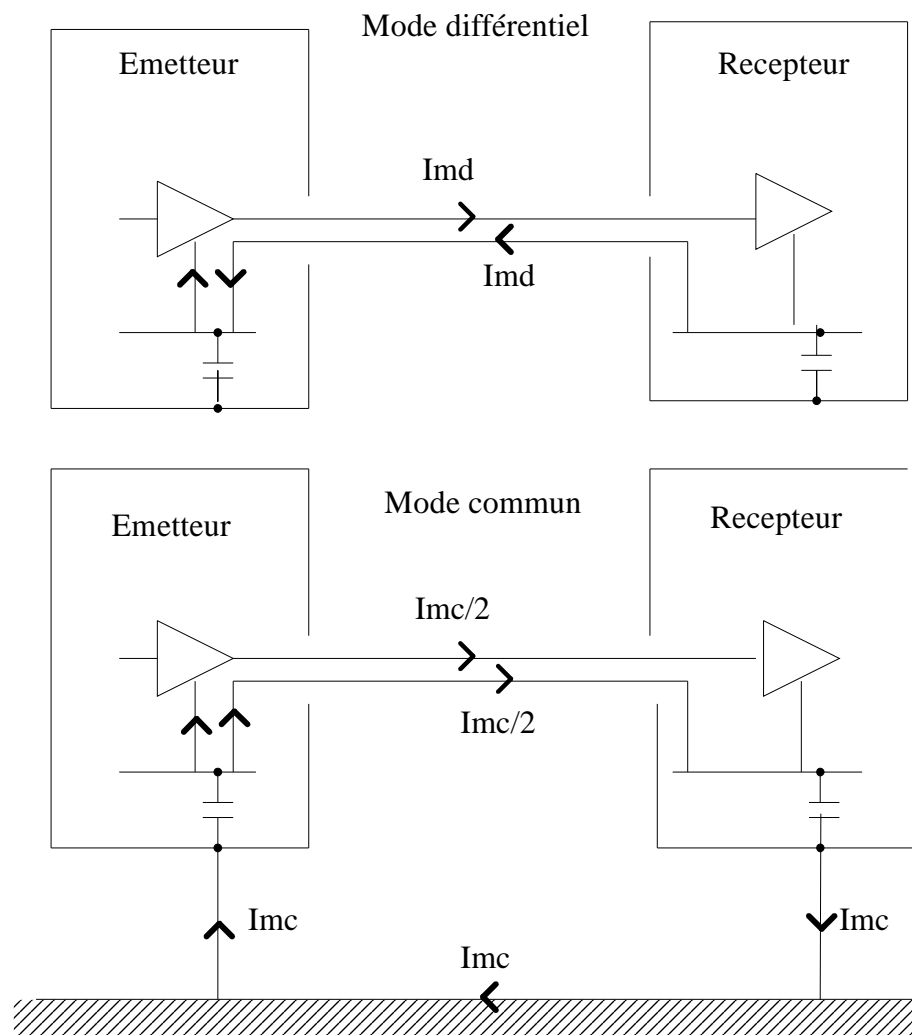 Mode différentiel
Emetteur
Recepteur
Imd
Imd
Mode commun
Emetteur
Recepteur
Imc/2
Imc/2
Imc
Imc
Imc